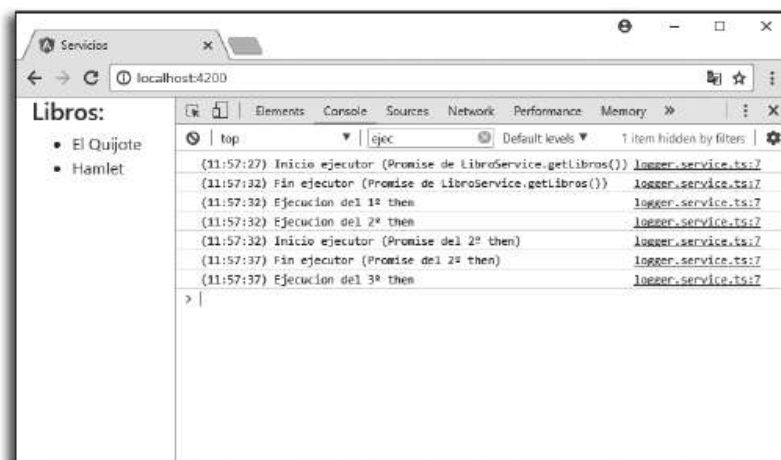 Servicios
localhost:4200
Libros:
• El Quijote
• Hamlet
Elements Console Sources Network Performance Memory »
top ejec Default levels 1 item hidden by filters
(11:57:27) Inicio ejecutor (Promise de LibroService.getLibros()) logger.service.ts:7
(11:57:32) Fin ejecutor (Promise de LibroService.getLibros()) logger.service.ts:7
(11:57:32) Ejecucion del 1º then logger.service.ts:7
(11:57:32) Ejecucion del 2º then logger.service.ts:7
(11:57:32) Inicio ejecutor (Promise del 2º then) logger.service.ts:7
(11:57:37) Fin ejecutor (Promise del 2º then) logger.service.ts:7
(11:57:37) Ejecucion del 3º then logger.service.ts:7
>